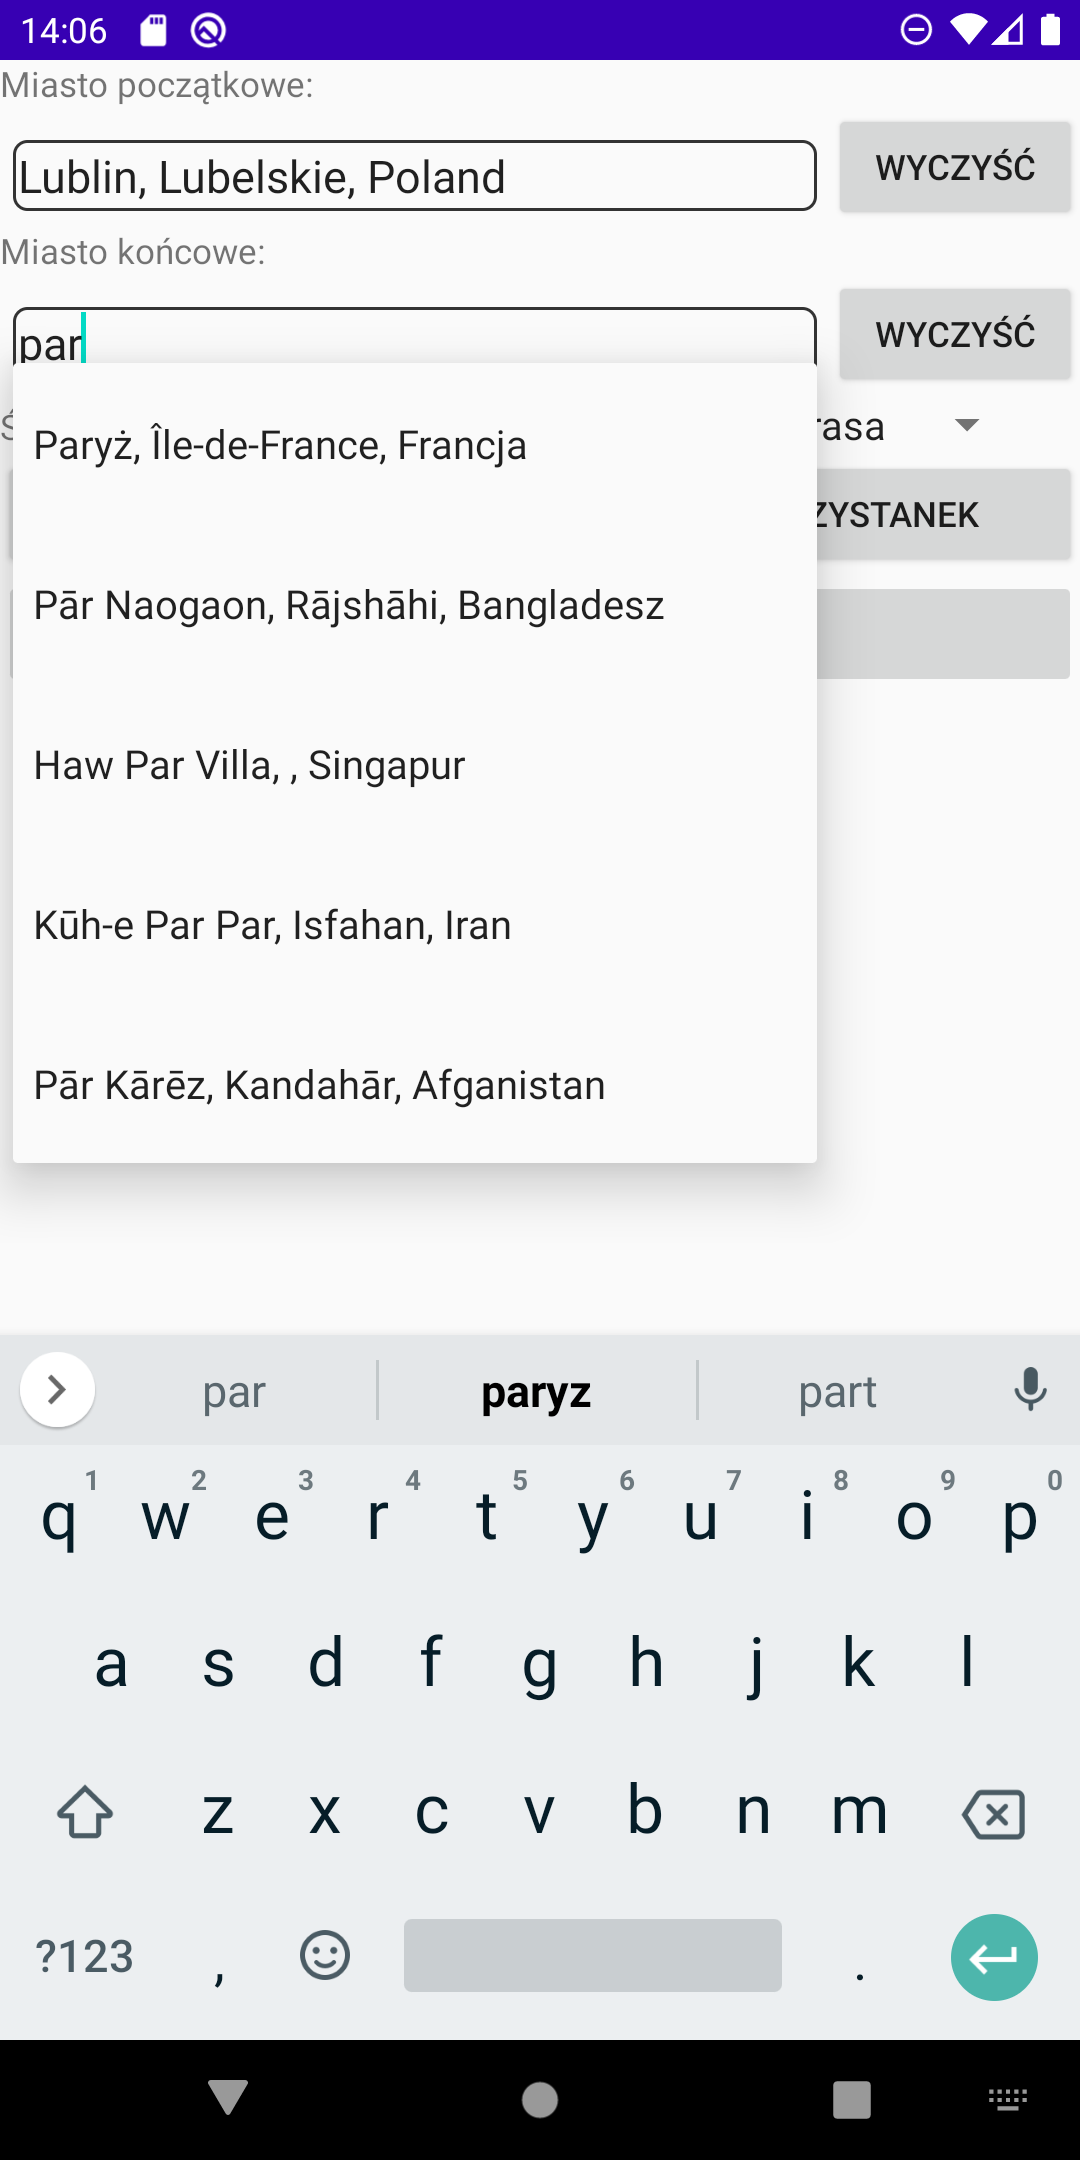 14:06
Miasto początkowe:
Lublin, Lubelskie, Poland
WYCZYŚĆ
Miasto końcowe:
par
WYCZYŚĆ
Paryż, Île-de-France, Francja
Pār Naogaon, Rājshāhi, Bangladesz
Haw Par Villa, , Singapur
Kūh-e Par Par, Isfahan, Iran
Pār Kārēz, Kandahār, Afganistan
par paryz part
1 2 3 4 5 6 7 8 9 0
q w e r t y u i o p
a s d f g h j k l
z x c v b n m
?123 , .